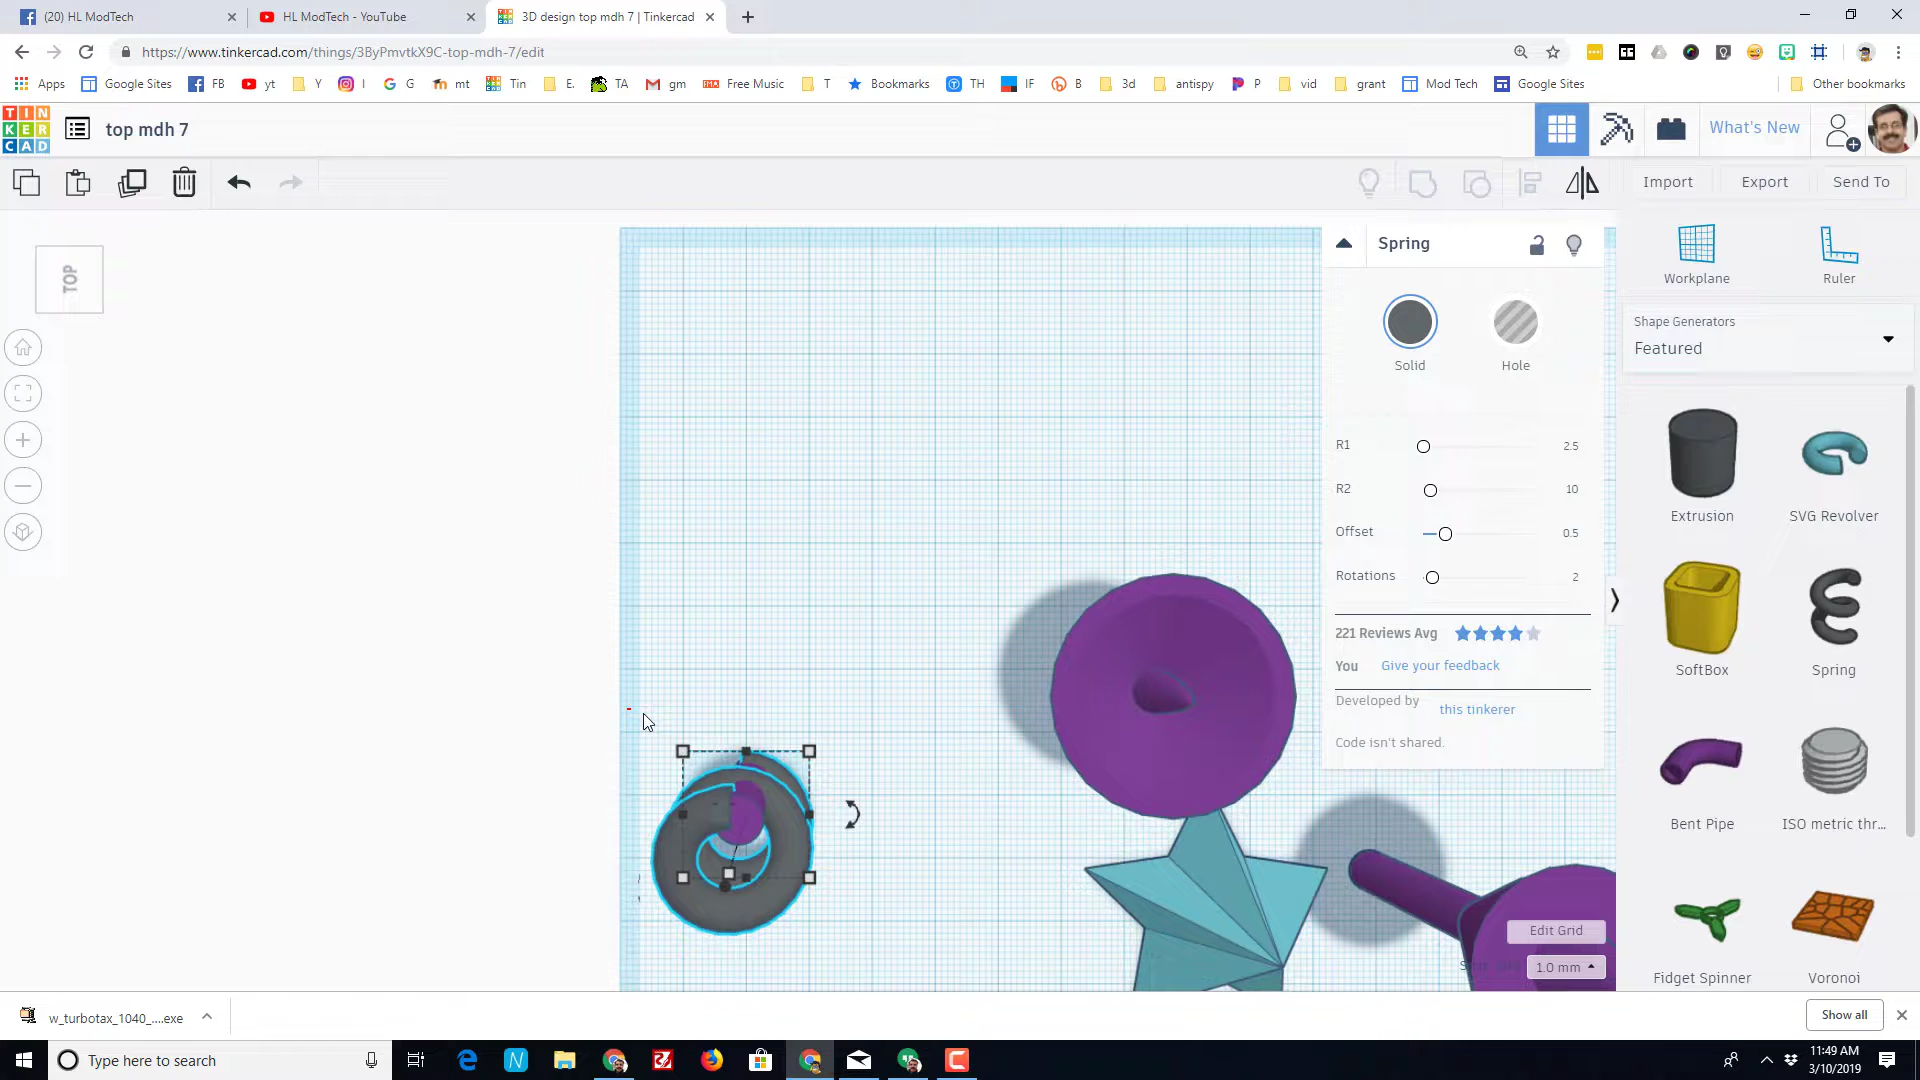 (20) HL ModTech
HL ModTech - YouTube
3D design top mdh 7 | Tinkercad
https://www.tinkercad.com/things/3ByPmvtkX9C-top-mdh-7/edit
Apps Google Sites FB yt Y I G mt Tin E. TA gm Free Music T Bookmarks TH IF B 3d antispy P vid grant Mod Tech Google Sites Other bookmarks
TIN
KER
CAD
top mdh 7
What's New
Import Export Send To
TOP
Spring
Solid Hole
R1 2.5
R2 10
Offset 0.5
Rotations 2
221 Reviews Avg
You Give your feedback
Developed by this tinkerer
Code isn't shared.
Edit Grid
1.0 mm
Workplane Ruler
Shape Generators
Featured
Extrusion SVG Revolver
SoftBox Spring
Bent Pipe ISO metric thr...
Fidget Spinner Voronoi
w_turbotax_1040_....exe
Show all
Type here to search
11:49 AM
3/10/2019